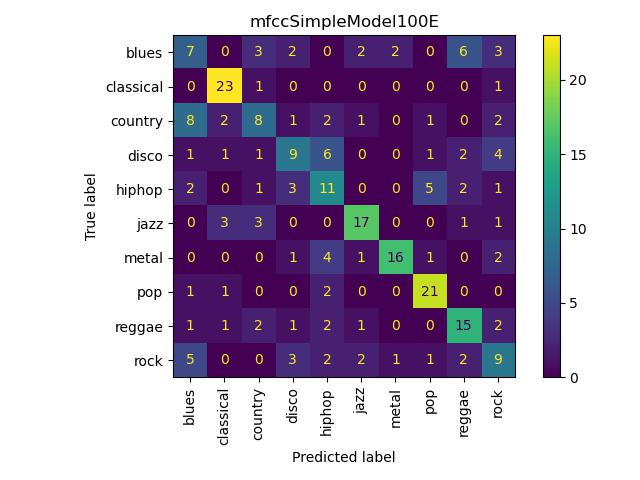 mfccSimpleModel100E
True label
blues 7 0 3 2 0 2 2 0 6 3
classical 0 23 1 0 0 0 0 0 0 1
country 8 2 8 1 2 1 0 1 0 2
disco 1 1 1 9 6 0 0 1 2 4
hiphop 2 0 1 3 11 0 0 5 2 1
jazz 0 3 3 0 0 17 0 0 1 1
metal 0 0 0 1 4 1 16 1 0 2
pop 1 1 0 0 2 0 0 21 0 0
reggae 1 1 2 1 2 1 0 0 15 2
rock 5 0 0 3 2 2 1 1 2 9
blues classical country disco hiphop jazz metal pop reggae rock
Predicted label
20
15
10
5
0